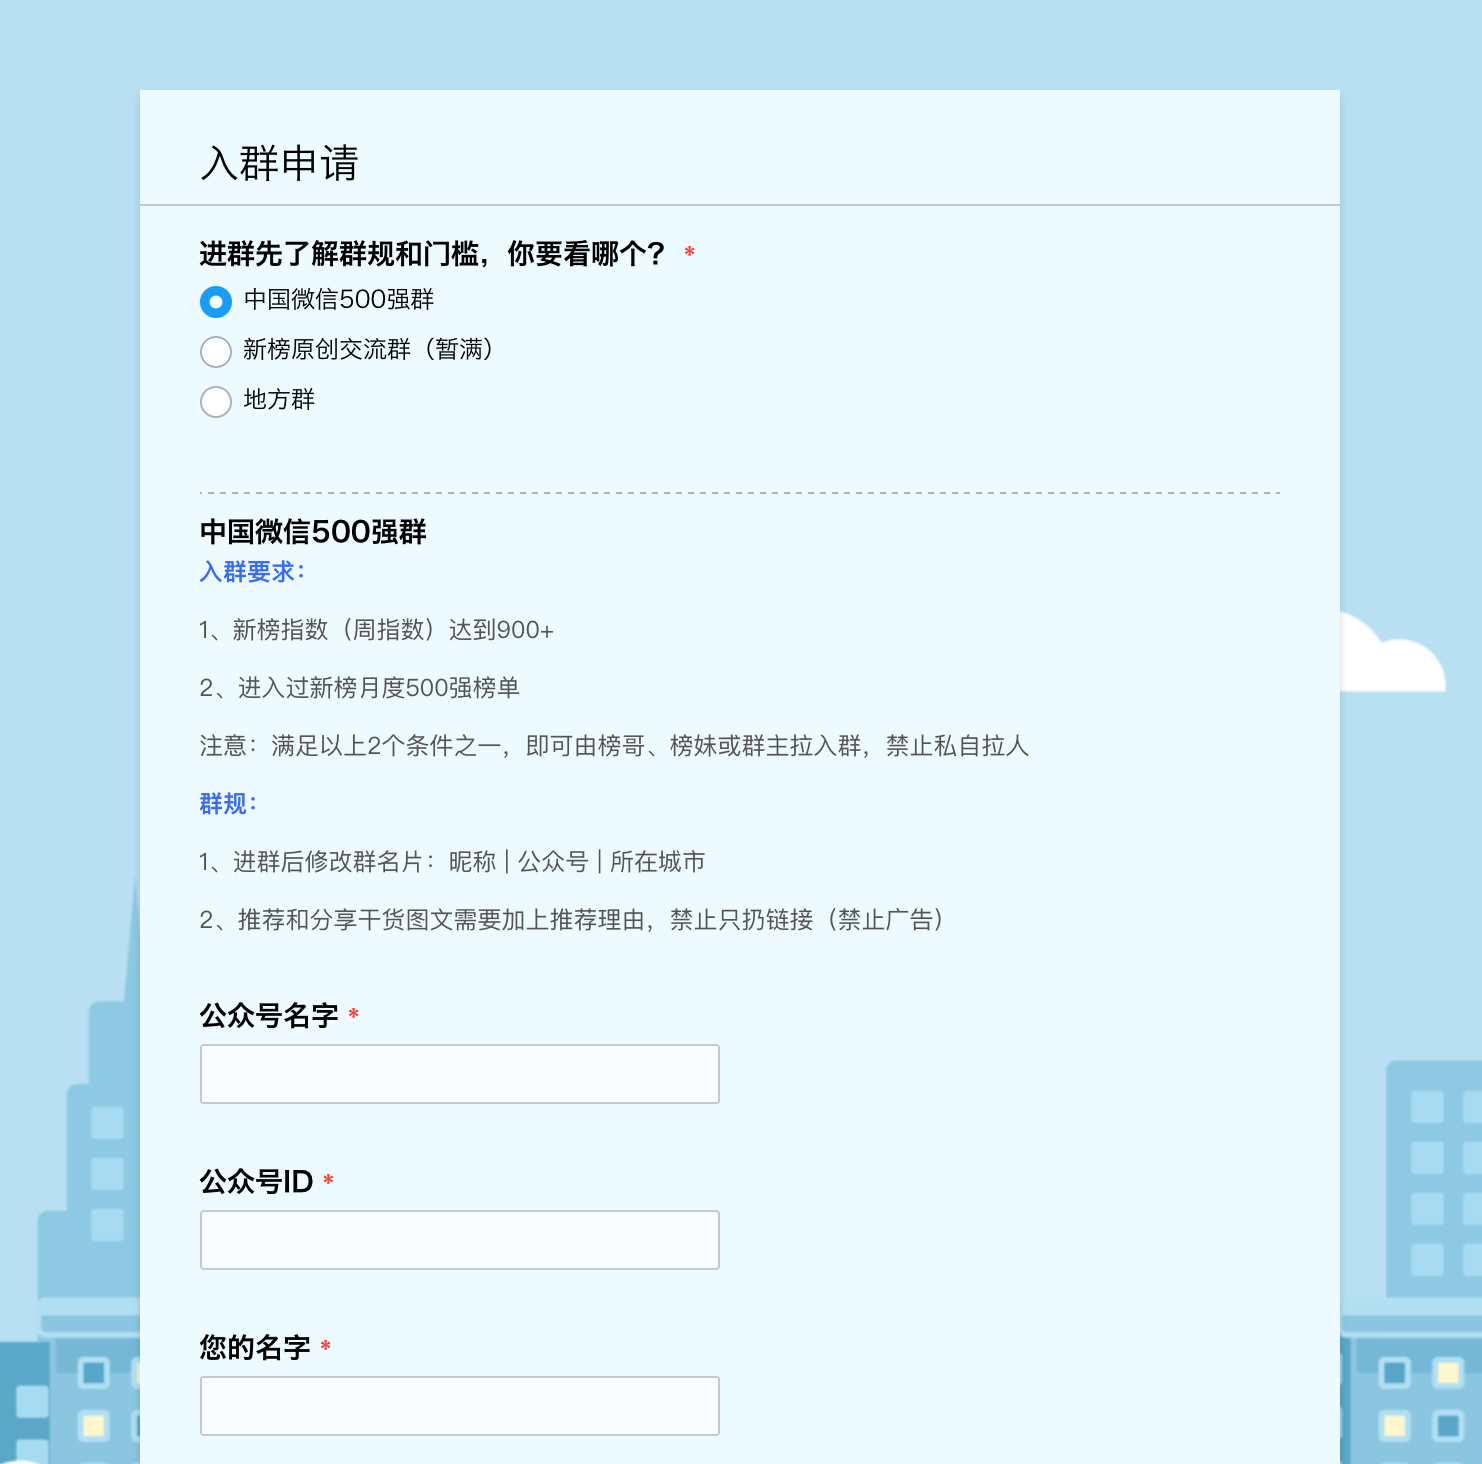 入群申请
进群先了解群规和门槛，你要看哪个？ *
中国微信500强群
新榜原创交流群（暂满）
地方群
中国微信500强群
入群要求：
1、新榜指数（周指数）达到900+
2、进入过新榜月度500强榜单
注意：满足以上2个条件之一，即可由榜哥、榜妹或群主拉入群，禁止私自拉人
群规：
1、进群后修改群名片：昵称 | 公众号 | 所在城市
2、推荐和分享干货图文需要加上推荐理由，禁止只扔链接（禁止广告）
公众号名字 *
公众号ID *
您的名字 *